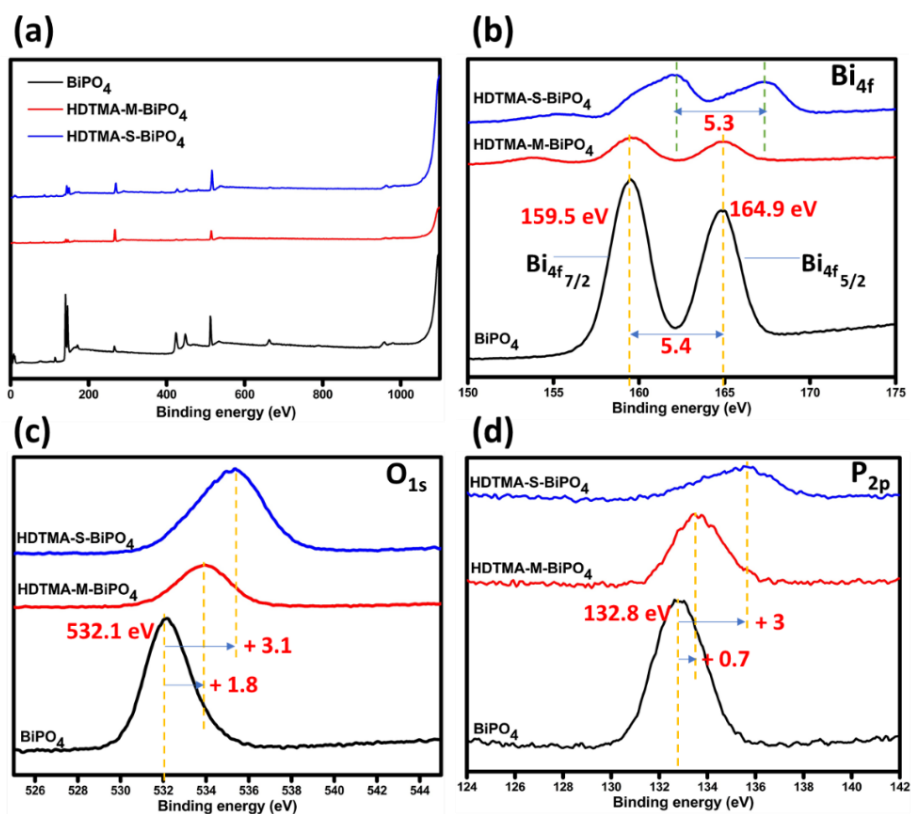 (a)
BiPO4
HDTMA-M-BiPO4
HDTMA-S-BiPO4
0 200 400 600 800 1000
Binding energy (eV)
(b)
Bi4f
HDTMA-S-BiPO4
5.3
HDTMA-M-BiPO4
159.5 eV
164.9 eV
Bi4f 7/2
Bi4f 5/2
5.4
BiPO4
150 155 160 165 170 175
Binding energy (eV)
(c)
O1s
HDTMA-S-BiPO4
HDTMA-M-BiPO4
532.1 eV
+ 3.1
+ 1.8
BiPO4
526 528 530 532 534 536 538 540 542 544
Binding energy (eV)
(d)
P2p
HDTMA-S-BiPO4
HDTMA-M-BiPO4
132.8 eV
+ 3
+ 0.7
BiPO4
124 126 128 130 132 134 136 138 140 142
Binding energy (eV)